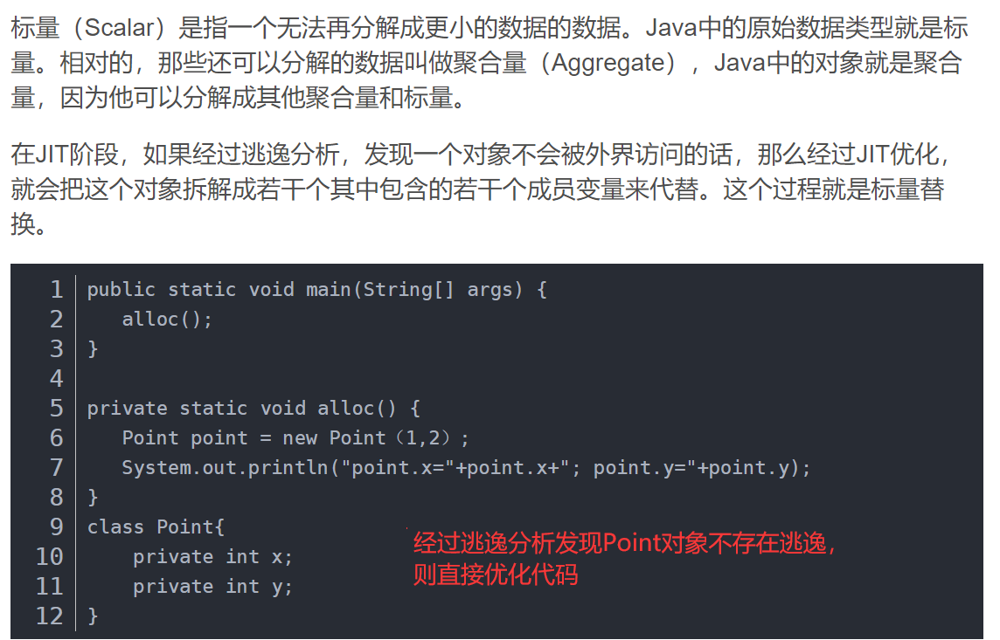 标量（Scalar）是指一个无法再分解成更小的数据的数据。Java中的原始数据类型就是标
量。相对的，那些还可以分解的数据叫做聚合量（Aggregate），Java中的对象就是聚合
量，因为他可以分解成其他聚合量和标量。
在JIT阶段，如果经过逃逸分析，发现一个对象不会被外界访问的话，那么经过JIT优化，
就会把这个对象拆解成若干个其中包含的若干个成员变量来代替。这个过程就是标量替
换。
1 public static void main(String[] args) {
2    alloc();
3 }
4
5 private static void alloc() {
6    Point point = new Point（1,2）;
7    System.out.println("point.x="+point.x+"; point.y="+point.y);
8 }
9 class Point{
10     private int x;
11     private int y;
12 }
经过逃逸分析发现Point对象不存在逃逸，
则直接优化代码